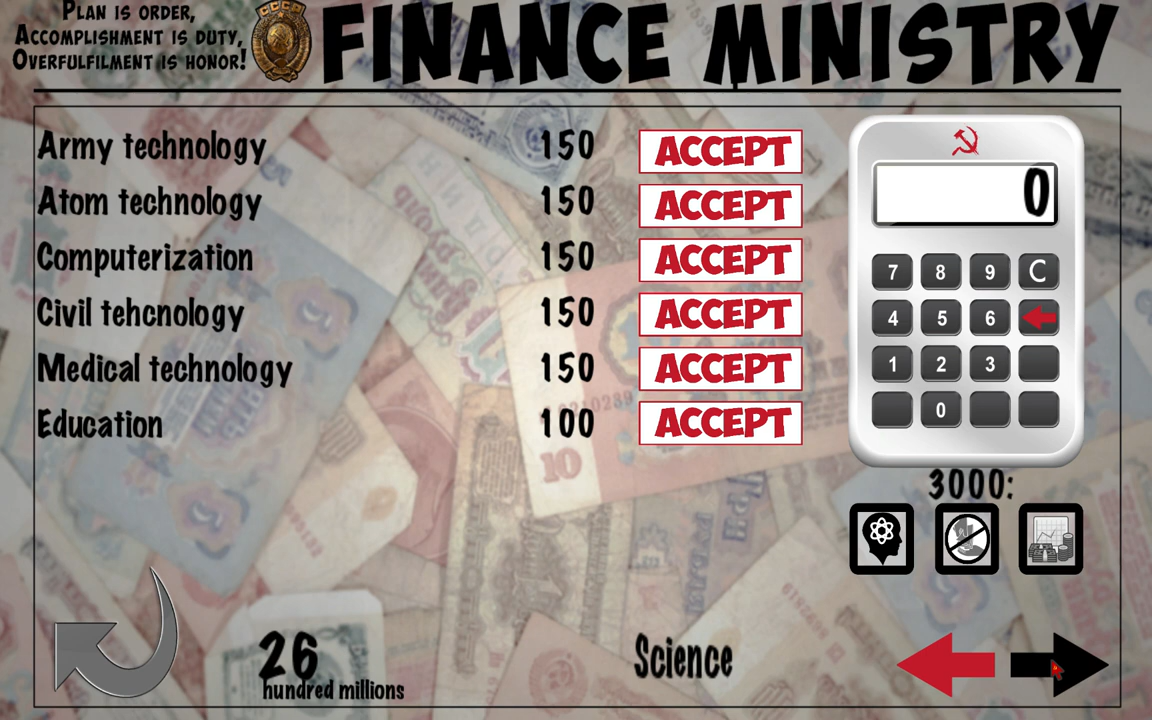 PLAN IS ORDER,
ACCOMPLISHMENT IS DUTY,
OVERFULFILMENT IS HONOR!
FINANCE MINISTRY
Army technology 150 ACCEPT
Atom technology 150 ACCEPT
Computerization 150 ACCEPT
Civil tehcnology 150 ACCEPT
Medical technology 150 ACCEPT
Education 100 ACCEPT
0
7 8 9 C
4 5 6
1 2 3
0
3000:
10
26
hundred millions
Science